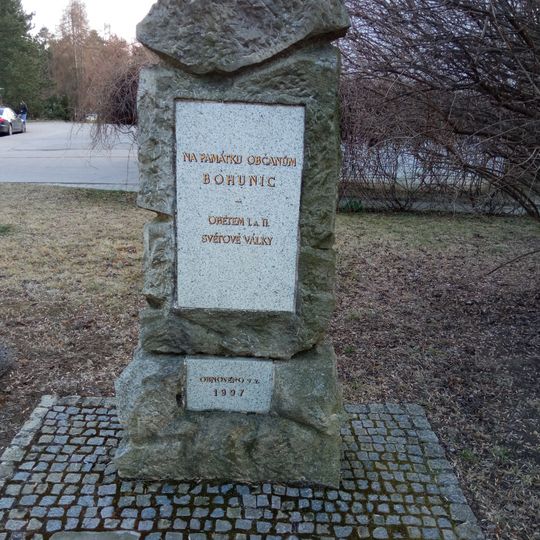 NA PAMÁTKU OBČANŮM
BOHUNIC
–
OBĚTEM I. A II.
SVĚTOVÉ VÁLKY
OBNOVENO V R.
1997